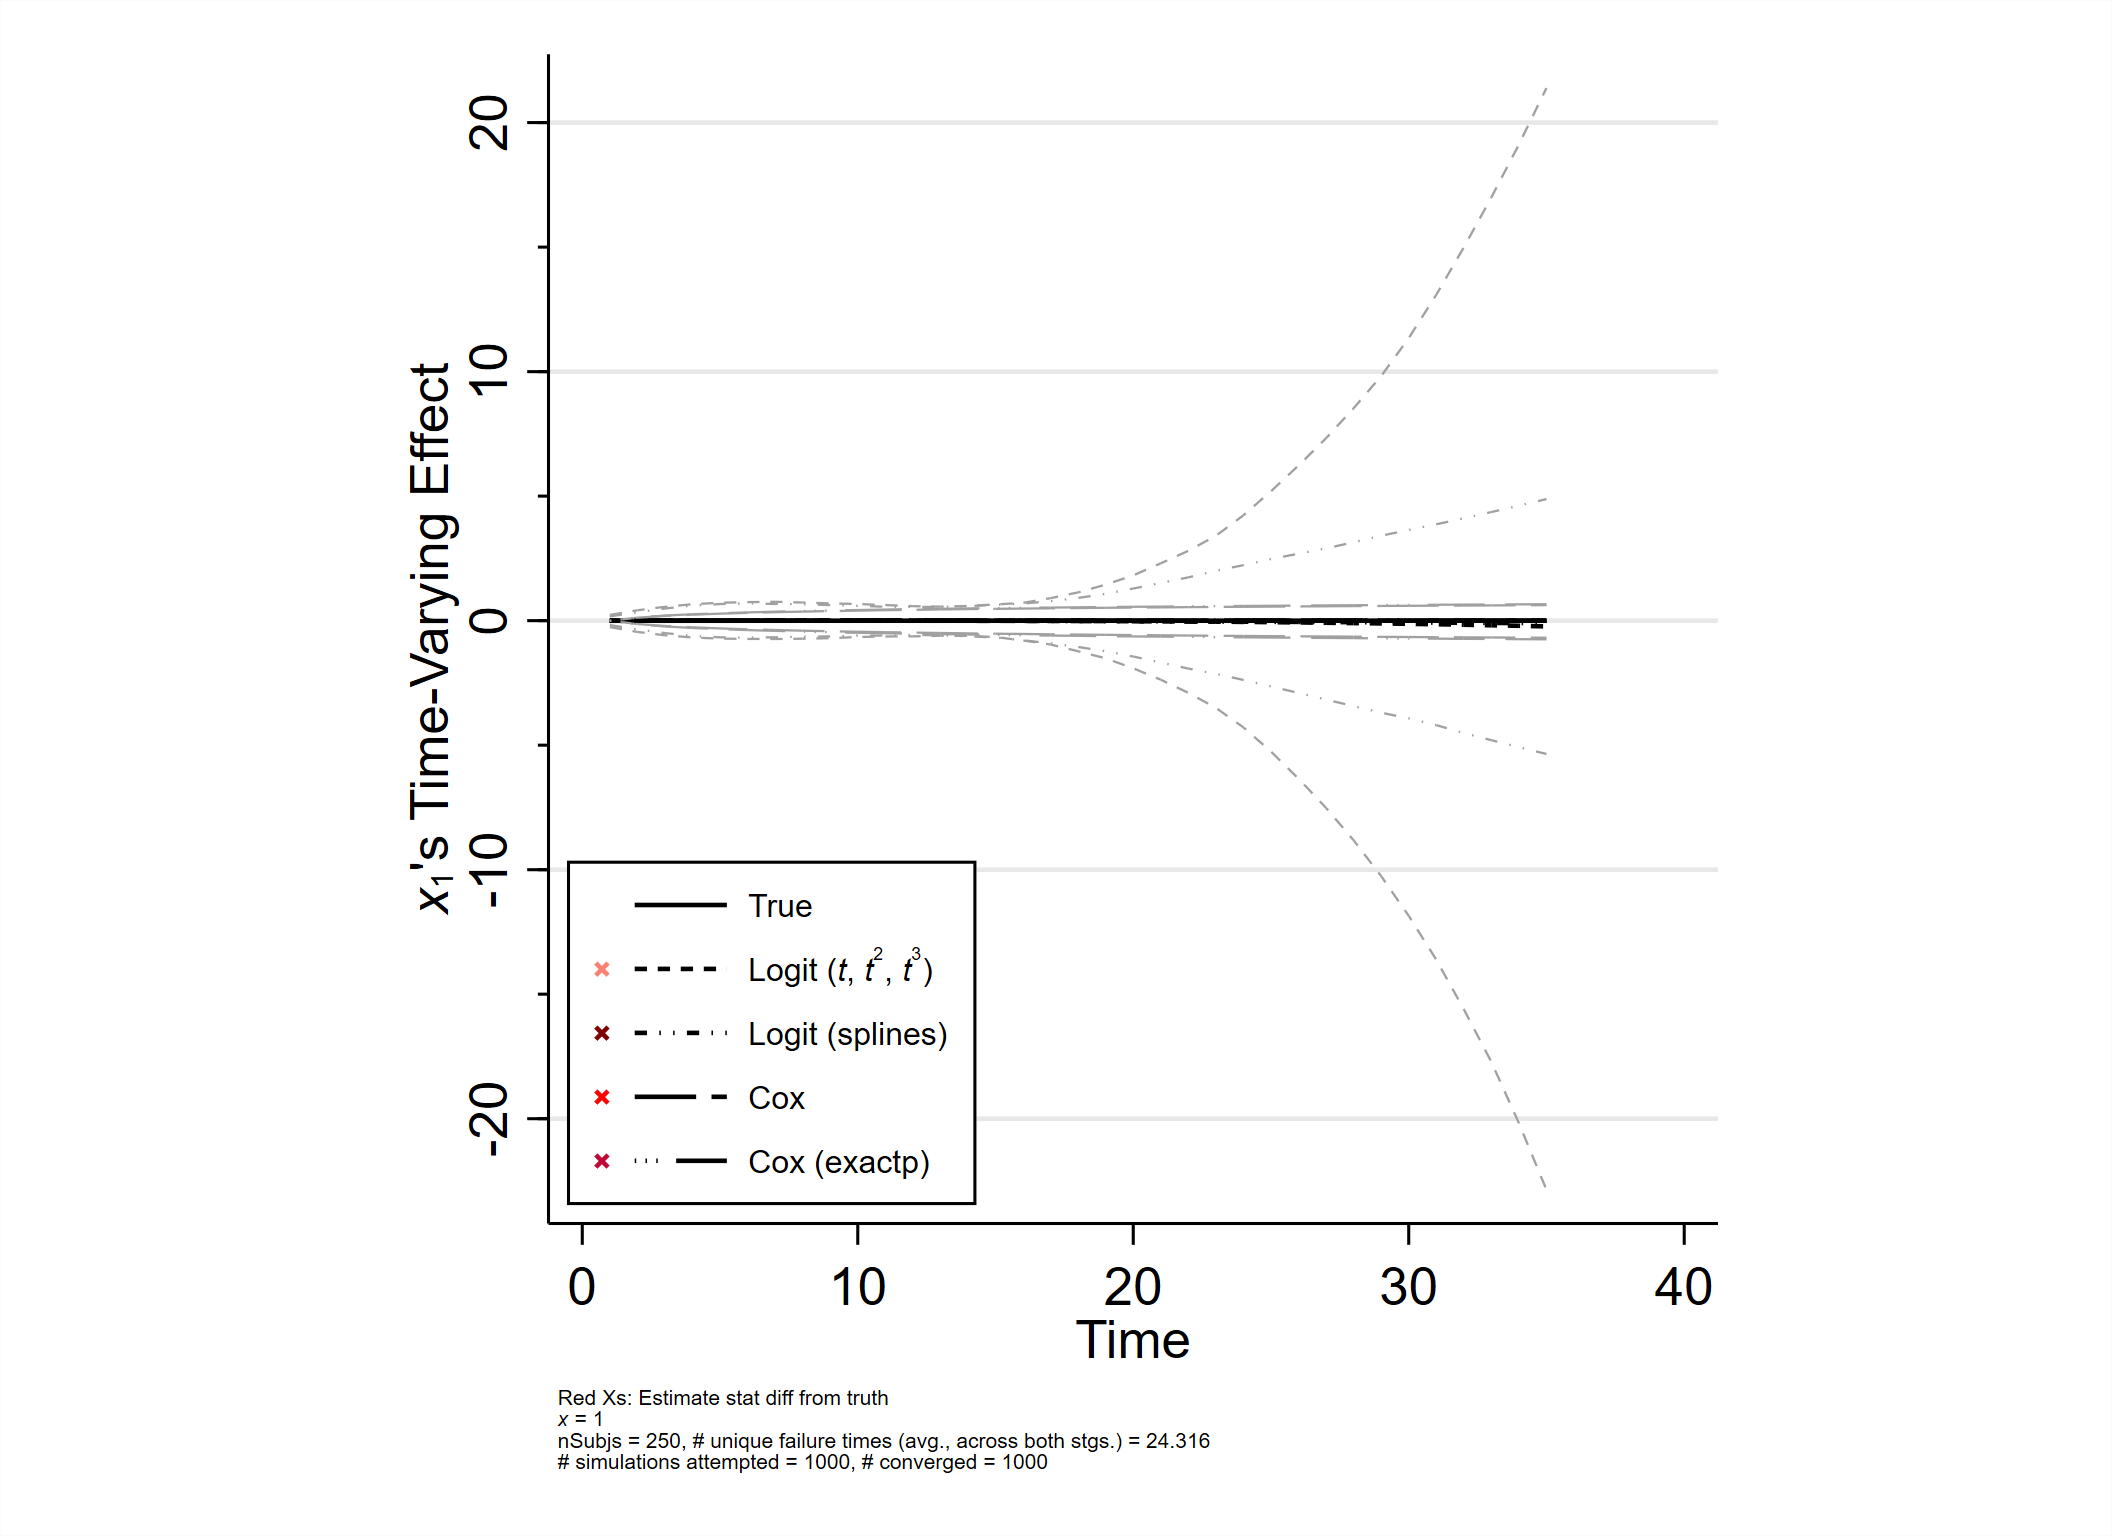 20
10
0
-10
-20
x₁'s Time-Varying Effect
True
Logit (t, t², t³)
Logit (splines)
Cox
Cox (exactp)
0 10 20 30 40
Time
Red Xs: Estimate stat diff from truth
x = 1
nSubjs = 250, # unique failure times (avg., across both stgs.) = 24.316
# simulations attempted = 1000, # converged = 1000